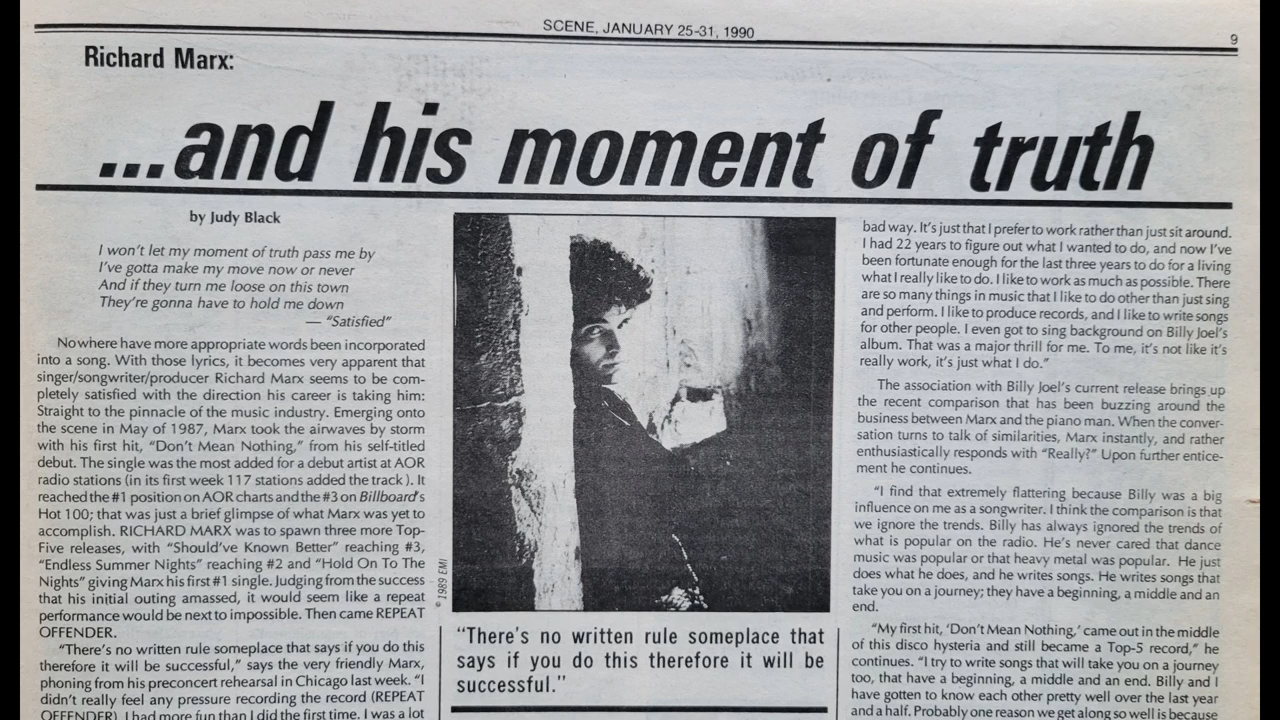 SCENE, JANUARY 25-31, 1990
9
Richard Marx:
...and his moment of truth
by Judy Black
I won't let my moment of truth pass me by
I've gotta make my move now or never
And if they turn me loose on this town
They're gonna have to hold me down
— "Satisfied"
Nowhere have more appropriate words been incorporated
into a song. With those lyrics, it becomes very apparent that
singer/songwriter/producer Richard Marx seems to be com-
pletely satisfied with the direction his career is taking him:
Straight to the pinnacle of the music industry. Emerging onto
the scene in May of 1987, Marx took the airwaves by storm
with his first hit, "Don't Mean Nothing," from his self-titled
debut. The single was the most added for a debut artist at AOR
radio stations (in its first week 117 stations added the track). It
reached the #1 position on AOR charts and the #3 on Billboard's
Hot 100; that was just a brief glimpse of what Marx was yet to
accomplish. RICHARD MARX was to spawn three more Top-
Five releases, with "Should've Known Better" reaching #3,
"Endless Summer Nights" reaching #2 and "Hold On To The
Nights" giving Marx his first #1 single. Judging from the success
that his initial outing amassed, it would seem like a repeat
performance would be next to impossible. Then came REPEAT
OFFENDER.
"There's no written rule someplace that says if you do this
therefore it will be successful," says the very friendly Marx,
phoning from his preconcert rehearsal in Chicago last week. "I
didn't really feel any pressure recording the record (REPEAT
OFFENDER). I had more fun than I did the first time. I was a lot
© 1989 EMI
"There's no written rule someplace that
says if you do this therefore it will be
successful."
bad way. It's just that I prefer to work rather than just sit around.
I had 22 years to figure out what I wanted to do, and now I've
been fortunate enough for the last three years to do for a living
what I really like to do. I like to work as much as possible. There
are so many things in music that I like to do other than just sing
and perform. I like to produce records, and I like to write songs
for other people. I even got to sing background on Billy Joel's
album. That was a major thrill for me. To me, it's not like it's
really work, it's just what I do."
The association with Billy Joel's current release brings up
the recent comparison that has been buzzing around the
business between Marx and the piano man. When the conver-
sation turns to talk of similarities, Marx instantly, and rather
enthusiastically responds with "Really?" Upon further entice-
ment he continues.
"I find that extremely flattering because Billy was a big
influence on me as a songwriter. I think the comparison is that
we ignore the trends. Billy has always ignored the trends of
what is popular on the radio. He's never cared that dance
music was popular or that heavy metal was popular. He just
does what he does, and he writes songs. He writes songs that
take you on a journey; they have a beginning, a middle and an
end.
"My first hit, 'Don't Mean Nothing,' came out in the middle
of this disco hysteria and still became a Top-5 record," he
continues. "I try to write songs that will take you on a journey
too, that have a beginning, a middle and an end. Billy and I
have gotten to know each other pretty well over the last year
and a half. Probably one reason we get along so well is because